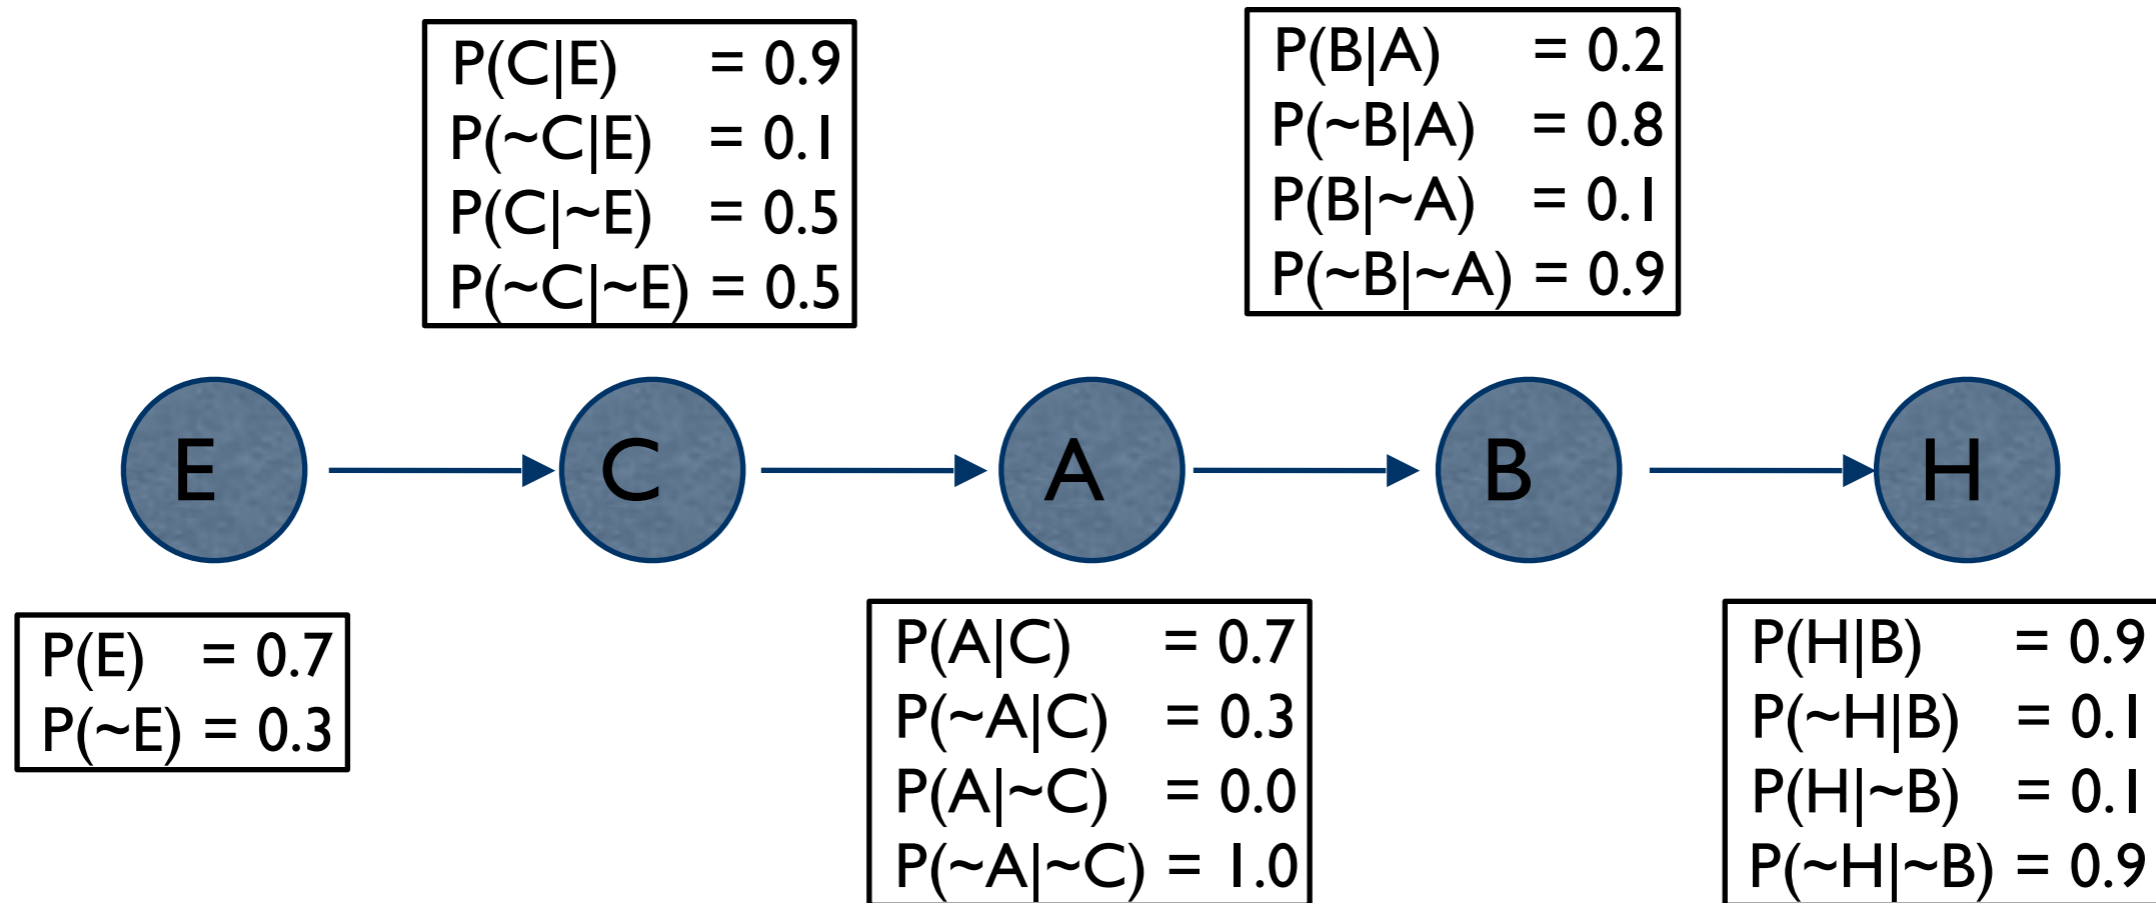 P(C|E) = 0.9
P(~C|E) = 0.1
P(C|~E) = 0.5
P(~C|~E) = 0.5
P(B|A) = 0.2
P(~B|A) = 0.8
P(B|~A) = 0.1
P(~B|~A) = 0.9
E
C
A
B
H
P(E) = 0.7
P(~E) = 0.3
P(A|C) = 0.7
P(~A|C) = 0.3
P(A|~C) = 0.0
P(~A|~C) = 1.0
P(H|B) = 0.9
P(~H|B) = 0.1
P(H|~B) = 0.1
P(~H|~B) = 0.9